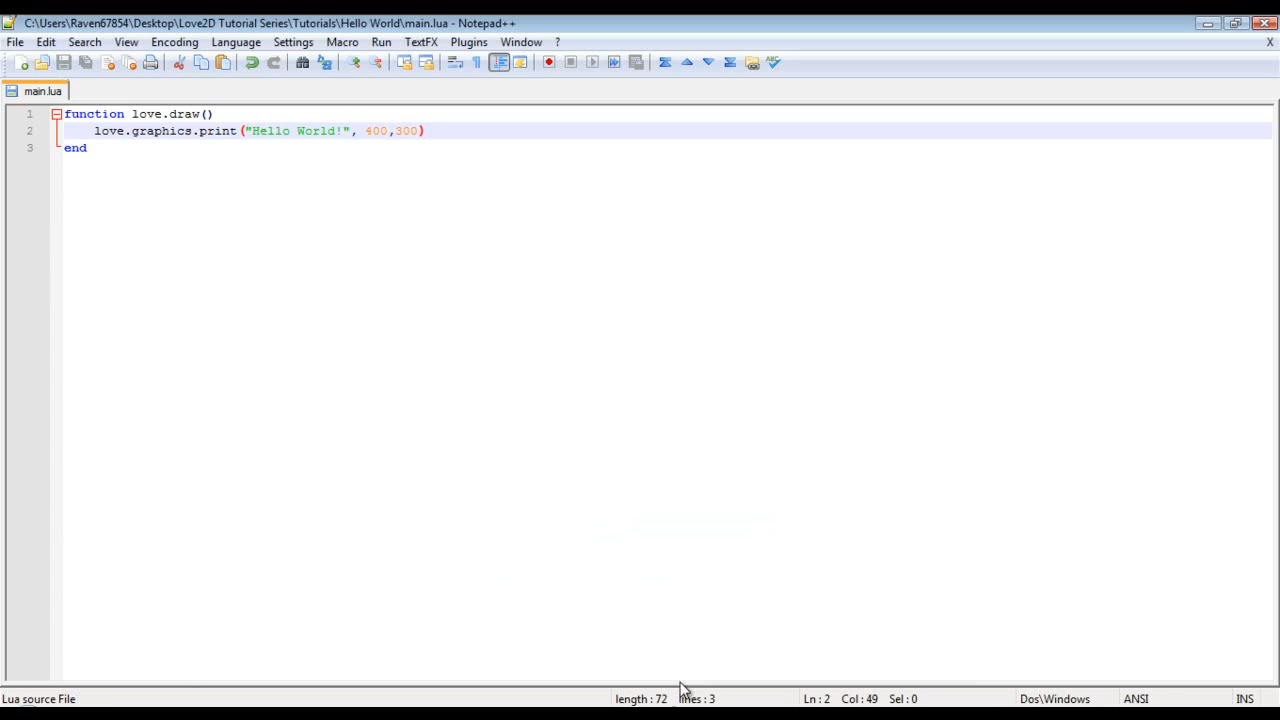 C:\Users\Raven67854\Desktop\Love2D Tutorial Series\Tutorials\Hello World\main.lua - Notepad++
File Edit Search View Encoding Language Settings Macro Run TextFX Plugins Window ? X
main.lua
1 function love.draw()
2 love.graphics.print("Hello World!", 400,300)
3 end
Lua source File length : 72 lines : 3 Ln : 2 Col : 49 Sel : 0 Dos\Windows ANSI INS